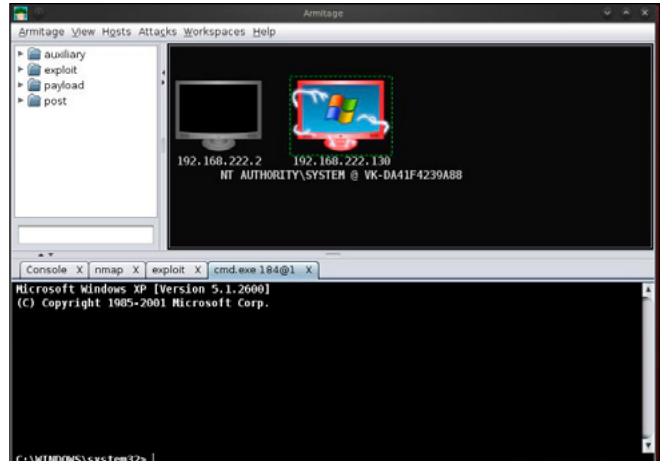 Armitage
Armitage View Hosts Attacks Workspaces Help
auxiliary
exploit
payload
post
192.168.222.2
192.168.222.130
NT AUTHORITY\SYSTEM @ VK-DA41F4239A88
Console X nmap X exploit X cmd.exe 184@1 X
Microsoft Windows XP [Version 5.1.2600]
(C) Copyright 1985-2001 Microsoft Corp.
C:\WINDOWS\system32>